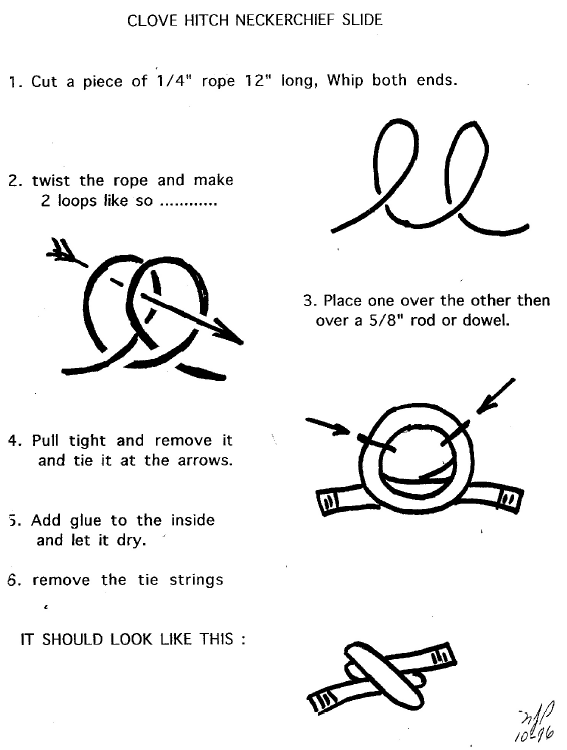 CLOVE HITCH NECKERCHIEF SLIDE
1. Cut a piece of 1/4" rope 12" long, Whip both ends.
2. twist the rope and make
2 loops like so ............
3. Place one over the other then
over a 5/8" rod or dowel.
4. Pull tight and remove it
and tie it at the arrows.
5. Add glue to the inside
and let it dry.
6. remove the tie strings
IT SHOULD LOOK LIKE THIS :
10-96